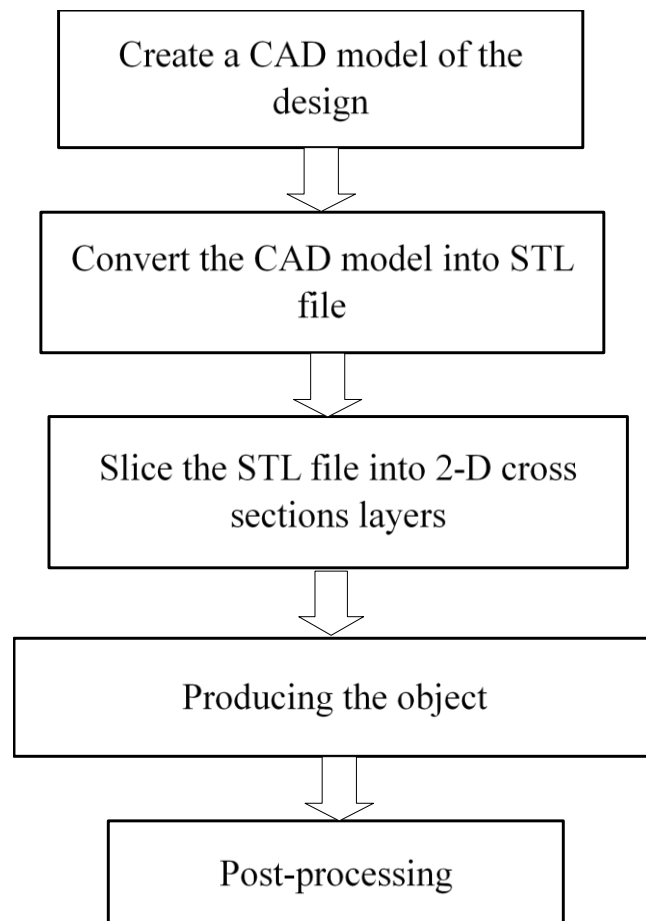 Create a CAD model of the
design
Convert the CAD model into STL
file
Slice the STL file into 2-D cross
sections layers
Producing the object
Post-processing